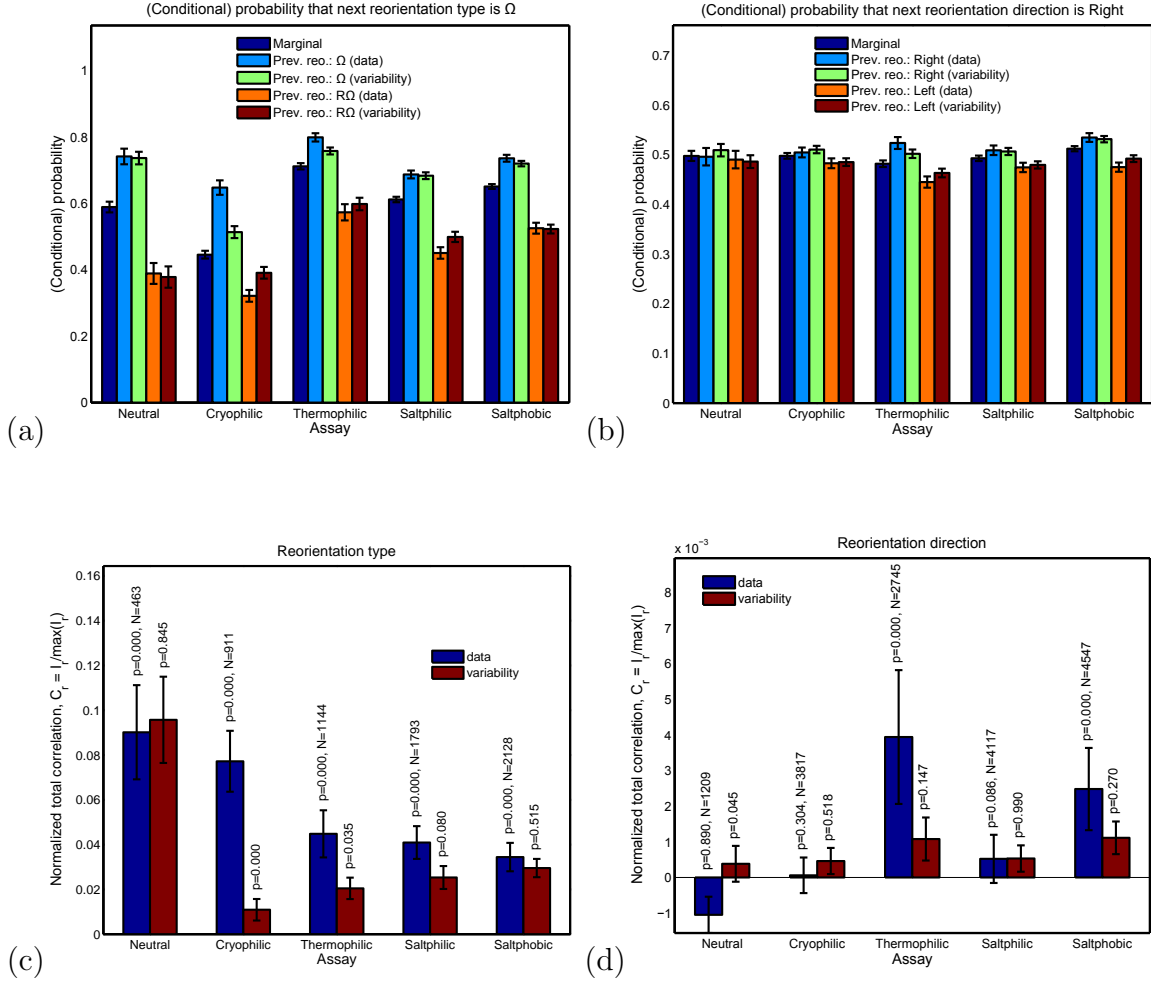 (Conditional) probability that next reorientation type is Ω
Marginal
Prev. reo.: Ω (data)
Prev. reo.: Ω (variability)
Prev. reo.: RΩ (data)
Prev. reo.: RΩ (variability)
(Conditional) probability
1
0.8
0.6
0.4
0.2
0
Neutral Cryophilic Thermophilic Saltphilic Saltphobic
Assay
(a)
(Conditional) probability that next reorientation direction is Right
Marginal
Prev. reo.: Right (data)
Prev. reo.: Right (variability)
Prev. reo.: Left (data)
Prev. reo.: Left (variability)
(Conditional) probability
0.7
0.6
0.5
0.4
0.3
0.2
0.1
0
Neutral Cryophilic Thermophilic Saltphilic Saltphobic
Assay
(b)
Reorientation type
data
variability
Normalized total correlation, C_r = I_r/max(I_r)
0.16
0.14
0.12
0.1
0.08
0.06
0.04
0.02
0
p=0.000, N=463
p=0.845
p=0.000, N=911
p=0.000
p=0.000, N=1144
p=0.035
p=0.000, N=1793
p=0.080
p=0.000, N=2128
p=0.515
Neutral Cryophilic Thermophilic Saltphilic Saltphobic
Assay
(c)
Reorientation direction
x 10⁻³
data
variability
Normalized total correlation, C_r = I_r/max(I_r)
8
7
6
5
4
3
2
1
0
−1
p=0.890, N=1209
p=0.045
p=0.304, N=3817
p=0.518
p=0.000, N=2745
p=0.147
p=0.086, N=4117
p=0.990
p=0.000, N=4547
p=0.270
Neutral Cryophilic Thermophilic Saltphilic Saltphobic
Assay
(d)